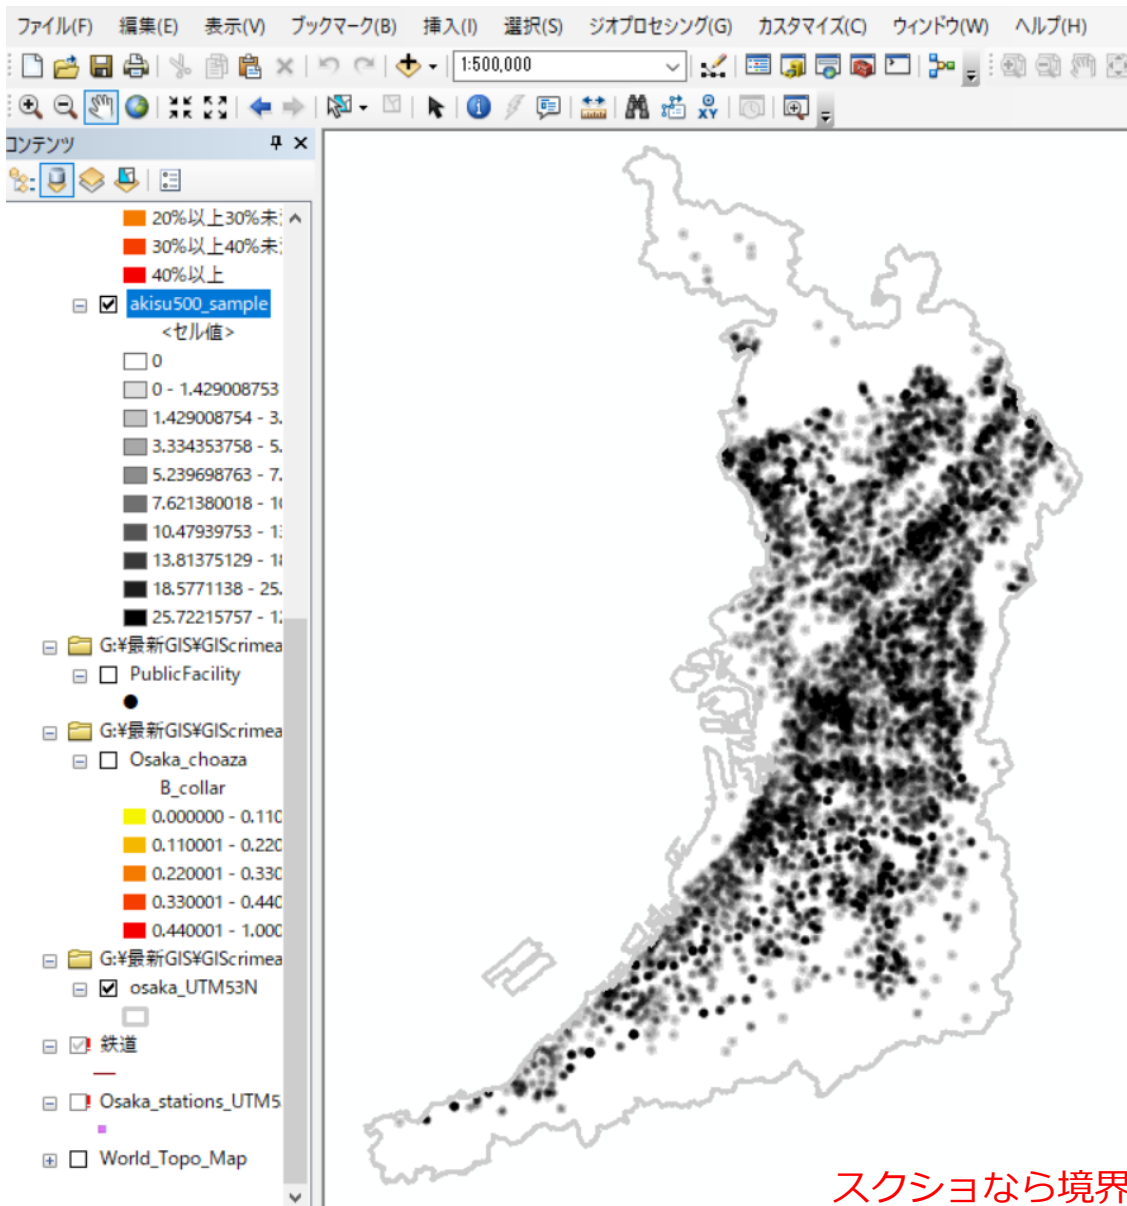 ファイル(F) 編集(E) 表示(V) ブックマーク(B) 挿入(I) 選択(S) ジオプロセシング(G) カスタマイズ(C) ウィンドウ(W) ヘルプ(H)
1:500,000
XY
コンテンツ
20%以上30%未
30%以上40%未
40%以上
akisu500_sample
<セル値>
0
0 - 1.429008753
1.429008754 - 3.
3.334353758 - 5.
5.239698763 - 7.
7.621380018 - 1
10.47939753 - 1
13.81375129 - 1
18.5771138 - 25.
25.72215757 - 1
G:¥最新GIS¥GIScrimea
PublicFacility
G:¥最新GIS¥GIScrimea
Osaka_choaza
B_collar
0.000000 - 0.110
0.110001 - 0.220
0.220001 - 0.330
0.330001 - 0.440
0.440001 - 1.000
G:¥最新GIS¥GIScrimea
osaka_UTM53N
鉄道
Osaka_stations_UTM5
World_Topo_Map
スクショなら境界